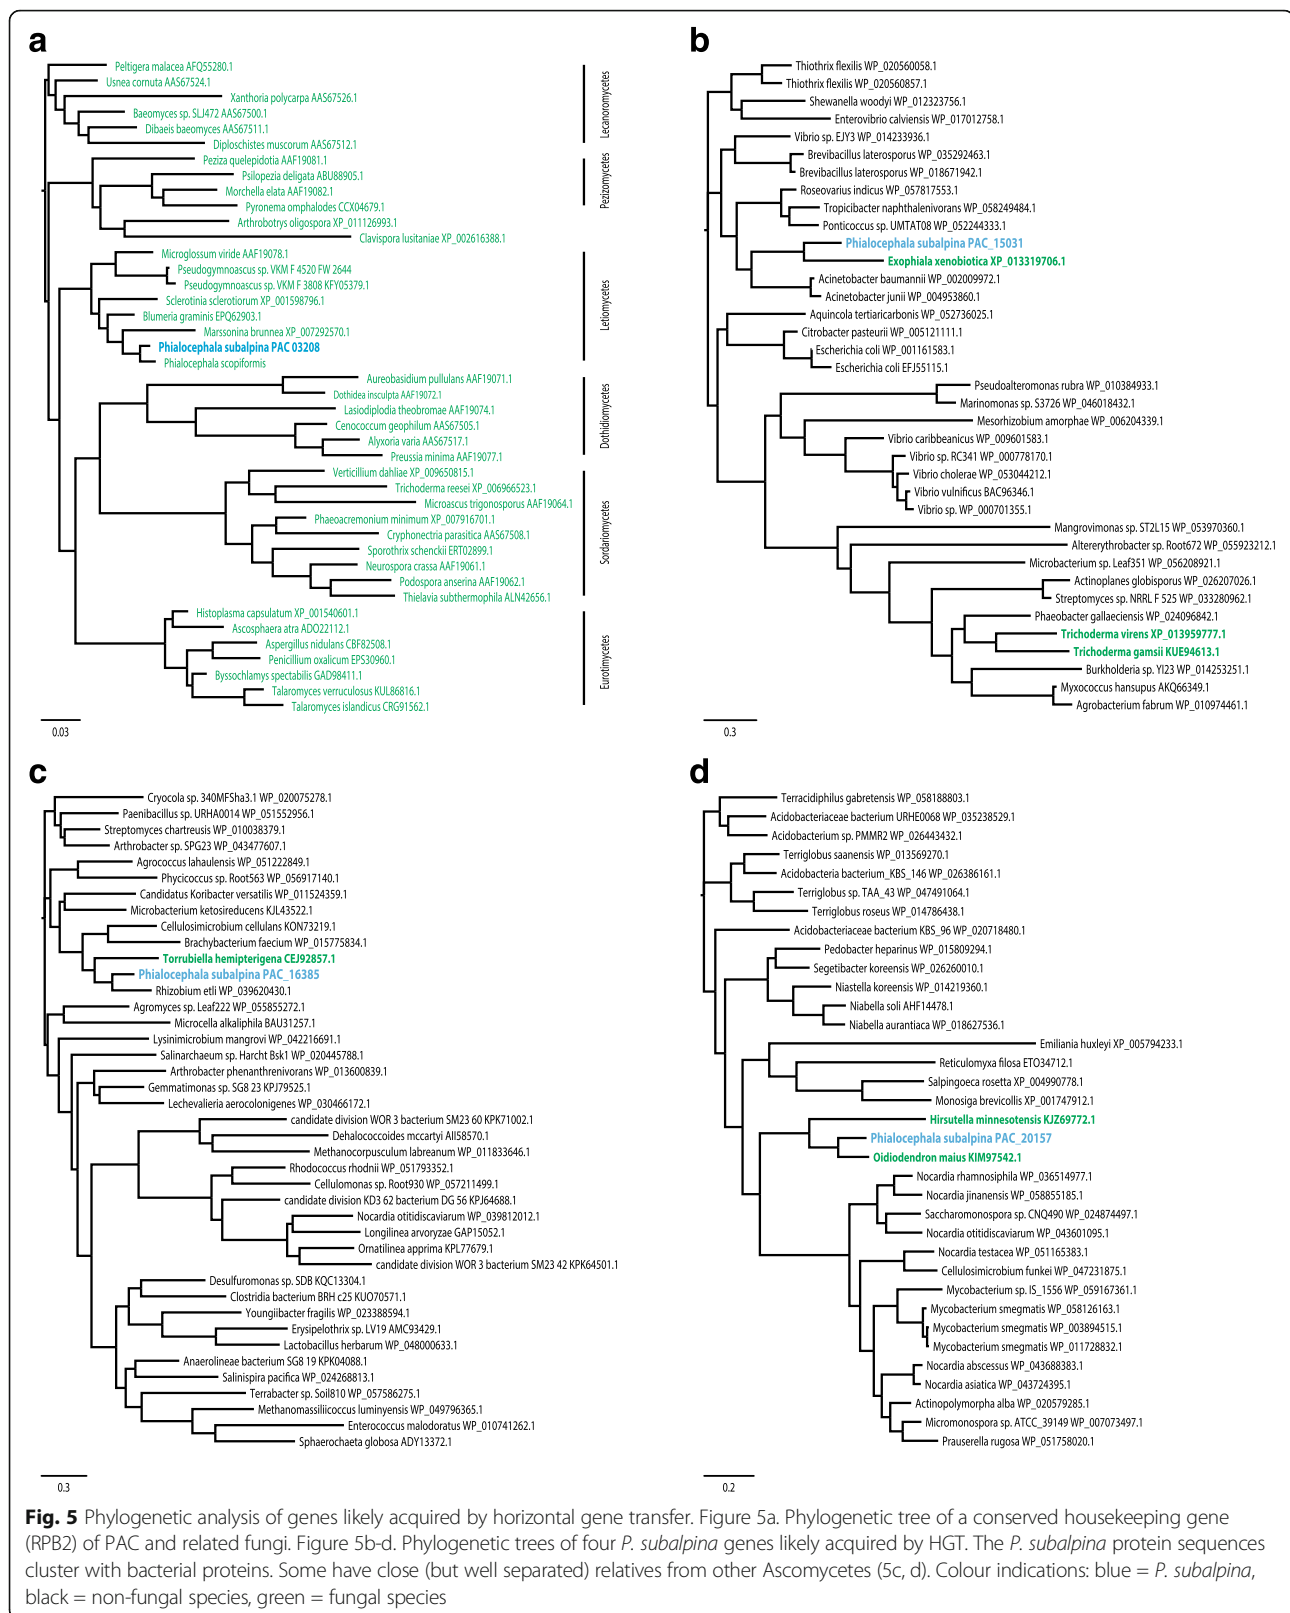 a
Peltigera malacea AFQ55280.1
Usnea cornuta AAS67524.1
Xanthoria polycarpa AAS67526.1
Baeomyces sp. SLJ472 AAS67500.1
Dibaeis baeomyces AAS67511.1
Diploschistes muscorum AAS67512.1
Lecanoromycetes
Peziza quelepidotia AAF19081.1
Psilopezia deligata ABU88905.1
Morchella elata AAF19082.1
Pyronema omphalodes CCX04679.1
Pezizomycetes
Arthrobotrys oligospora XP_011126993.1
Clavispora lusitaniae XP_002616388.1
Microglossum viride AAF19078.1
Pseudogymnoascus sp. VKM F 4520 FW 2644
Pseudogymnoascus sp. VKM F 3808 KFY05379.1
Sclerotinia sclerotiorum XP_001598796.1
Blumeria graminis EPQ62903.1
Marssonina brunnea XP_007292570.1
Phialocephala subalpina PAC 03208
Phialocephala scopiformis
Letiomycetes
Aureobasidium pullulans AAF19071.1
Dothidea insculpta AAF19072.1
Lasiodiplodia theobromae AAF19074.1
Cenococcum geophilum AAS67505.1
Alyxoria varia AAS67517.1
Preussia minima AAF19077.1
Dothidiomycetes
Verticillium dahliae XP_009650815.1
Trichoderma reesei XP_006966523.1
Microascus trigonosporus AAF19064.1
Phaeoacremonium minimum XP_007916701.1
Cryphonectria parasitica AAS67508.1
Sporothrix schenckii ERT02899.1
Neurospora crassa AAF19061.1
Podospora anserina AAF19062.1
Thielavia subthermophila ALN42656.1
Sordariomycetes
Histoplasma capsulatum XP_001540601.1
Ascosphaera atra ADO22112.1
Aspergillus nidulans CBF82508.1
Penicillium oxalicum EPS30960.1
Byssochlamys spectabilis GAD98411.1
Talaromyces verruculosus KUL86816.1
Talaromyces islandicus CRG91562.1
Eurotimycetes
0.03
b
Thiothrix flexilis WP_020560058.1
Thiothrix flexilis WP_020560857.1
Shewanella woodyi WP_012323756.1
Enterovibrio calviensis WP_017012758.1
Vibrio sp. EJY3 WP_014233936.1
Brevibacillus laterosporus WP_035292463.1
Brevibacillus laterosporus WP_018671942.1
Roseovarius indicus WP_057817553.1
Tropicibacter naphthalenivorans WP_058249484.1
Ponticoccus sp. UMTAT08 WP_052244333.1
Phialocephala subalpina PAC_15031
Exophiala xenobiotica XP_013319706.1
Acinetobacter baumannii WP_002009972.1
Acinetobacter junii WP_004953860.1
Aquincola tertiaricarbonis WP_052736025.1
Citrobacter pasteurii WP_005121111.1
Escherichia coli WP_001161583.1
Escherichia coli EFJ55115.1
Pseudoalteromonas rubra WP_010384933.1
Marinomonas sp. S3726 WP_046018432.1
Mesorhizobium amorphae WP_006204339.1
Vibrio caribbeanicus WP_009601583.1
Vibrio sp. RC341 WP_000778170.1
Vibrio cholerae WP_053044212.1
Vibrio vulnificus BAC96346.1
Vibrio sp. WP_000701355.1
Mangrovimonas sp. ST2L15 WP_053970360.1
Altererythrobacter sp. Root672 WP_055923212.1
Microbacterium sp. Leaf351 WP_056208921.1
Actinoplanes globisporus WP_026207026.1
Streptomyces sp. NRRL F 525 WP_033280962.1
Phaeobacter gallaeciensis WP_024096842.1
Trichoderma virens XP_013959777.1
Trichoderma gamsii KUE94613.1
Burkholderia sp. YI23 WP_014253251.1
Myxococcus hansupus AKQ66349.1
Agrobacterium fabrum WP_010974461.1
0.3
c
Cryocola sp. 340MFSha3.1 WP_020075278.1
Paenibacillus sp. URHA0014 WP_051552956.1
Streptomyces chartreusis WP_010038379.1
Arthrobacter sp. SPG23 WP_043477607.1
Agrococcus lahaulensis WP_051222849.1
Phycicoccus sp. Root563 WP_056917140.1
Candidatus Koribacter versatilis WP_011524359.1
Microbacterium ketosireducens KJL43522.1
Cellulosimicrobium cellulans KON73219.1
Brachybacterium faecium WP_015775834.1
Torrubiella hemipterigena CEJ92857.1
Phialocephala subalpina PAC_16385
Rhizobium etli WP_039620430.1
Agromyces sp. Leaf222 WP_055855272.1
Microcella alkaliphila BAU31257.1
Lysinimicrobium mangrovi WP_042216691.1
Salinarchaeum sp. Harcht Bsk1 WP_020445788.1
Arthrobacter phenanthrenivorans WP_013600839.1
Gemmatimonas sp. SG8 23 KPJ79525.1
Lechevalieria aerocolonigenes WP_030466172.1
candidate division WOR 3 bacterium SM23 60 KPK71002.1
Dehalococcoides mccartyi AII58570.1
Methanocorpusculum labreanum WP_011833646.1
Rhodococcus rhodnii WP_051793352.1
Cellulomonas sp. Root930 WP_057211499.1
candidate division KD3 62 bacterium DG 56 KPJ64688.1
Nocardia otitidiscaviarum WP_039812012.1
Longilinea arvoryzae GAP15052.1
Ornatilinea apprima KPL77679.1
candidate division WOR 3 bacterium SM23 42 KPK64501.1
Desulfuromonas sp. SDB KQC13304.1
Clostridia bacterium BRH c25 KUO70571.1
Youngiibacter fragilis WP_023388594.1
Erysipelothrix sp. LV19 AMC93429.1
Lactobacillus herbarum WP_048000633.1
Anaerolineae bacterium SG8 19 KPK04088.1
Salinispira pacifica WP_024268813.1
Terrabacter sp. Soil810 WP_057586275.1
Methanomassiliicoccus luminyensis WP_049796365.1
Enterococcus malodoratus WP_010741262.1
Sphaerochaeta globosa ADY13372.1
0.3
d
Terracidiphilus gabretensis WP_058188803.1
Acidobacteriaceae bacterium URHE0068 WP_035238529.1
Acidobacterium sp. PMMR2 WP_026443432.1
Terriglobus saanensis WP_013569270.1
Acidobacteria bacterium_KBS_146 WP_026386161.1
Terriglobus sp. TAA_43 WP_047491064.1
Terriglobus roseus WP_014786438.1
Acidobacteriaceae bacterium KBS_96 WP_020718480.1
Pedobacter heparinus WP_015809294.1
Segetibacter koreensis WP_026260010.1
Niastella koreensis WP_014219360.1
Niabella soli AHF14478.1
Niabella aurantiaca WP_018627536.1
Emiliania huxleyi XP_005794233.1
Reticulomyxa filosa ETO34712.1
Salpingoeca rosetta XP_004990778.1
Monosiga brevicollis XP_001747912.1
Hirsutella minnesotensis KJZ69772.1
Phialocephala subalpina PAC_20157
Oidiodendron maius KIM97542.1
Nocardia rhamnosiphila WP_036514977.1
Nocardia jinanensis WP_058855185.1
Saccharomonospora sp. CNQ490 WP_024874497.1
Nocardia otitidiscaviarum WP_043601095.1
Nocardia testacea WP_051165383.1
Cellulosimicrobium funkei WP_047231875.1
Mycobacterium sp. IS_1556 WP_059167361.1
Mycobacterium smegmatis WP_058126163.1
Mycobacterium smegmatis WP_003894515.1
Mycobacterium smegmatis WP_011728832.1
Nocardia abscessus WP_043688383.1
Nocardia asiatica WP_043724395.1
Actinopolymorpha alba WP_020579285.1
Micromonospora sp. ATCC_39149 WP_007073497.1
Prauserella rugosa WP_051758020.1
0.2
Fig. 5 Phylogenetic analysis of genes likely acquired by horizontal gene transfer. Figure 5a. Phylogenetic tree of a conserved housekeeping gene
(RPB2) of PAC and related fungi. Figure 5b-d. Phylogenetic trees of four P. subalpina genes likely acquired by HGT. The P. subalpina protein sequences
cluster with bacterial proteins. Some have close (but well separated) relatives from other Ascomycetes (5c, d). Colour indications: blue = P. subalpina,
black = non-fungal species, green = fungal species